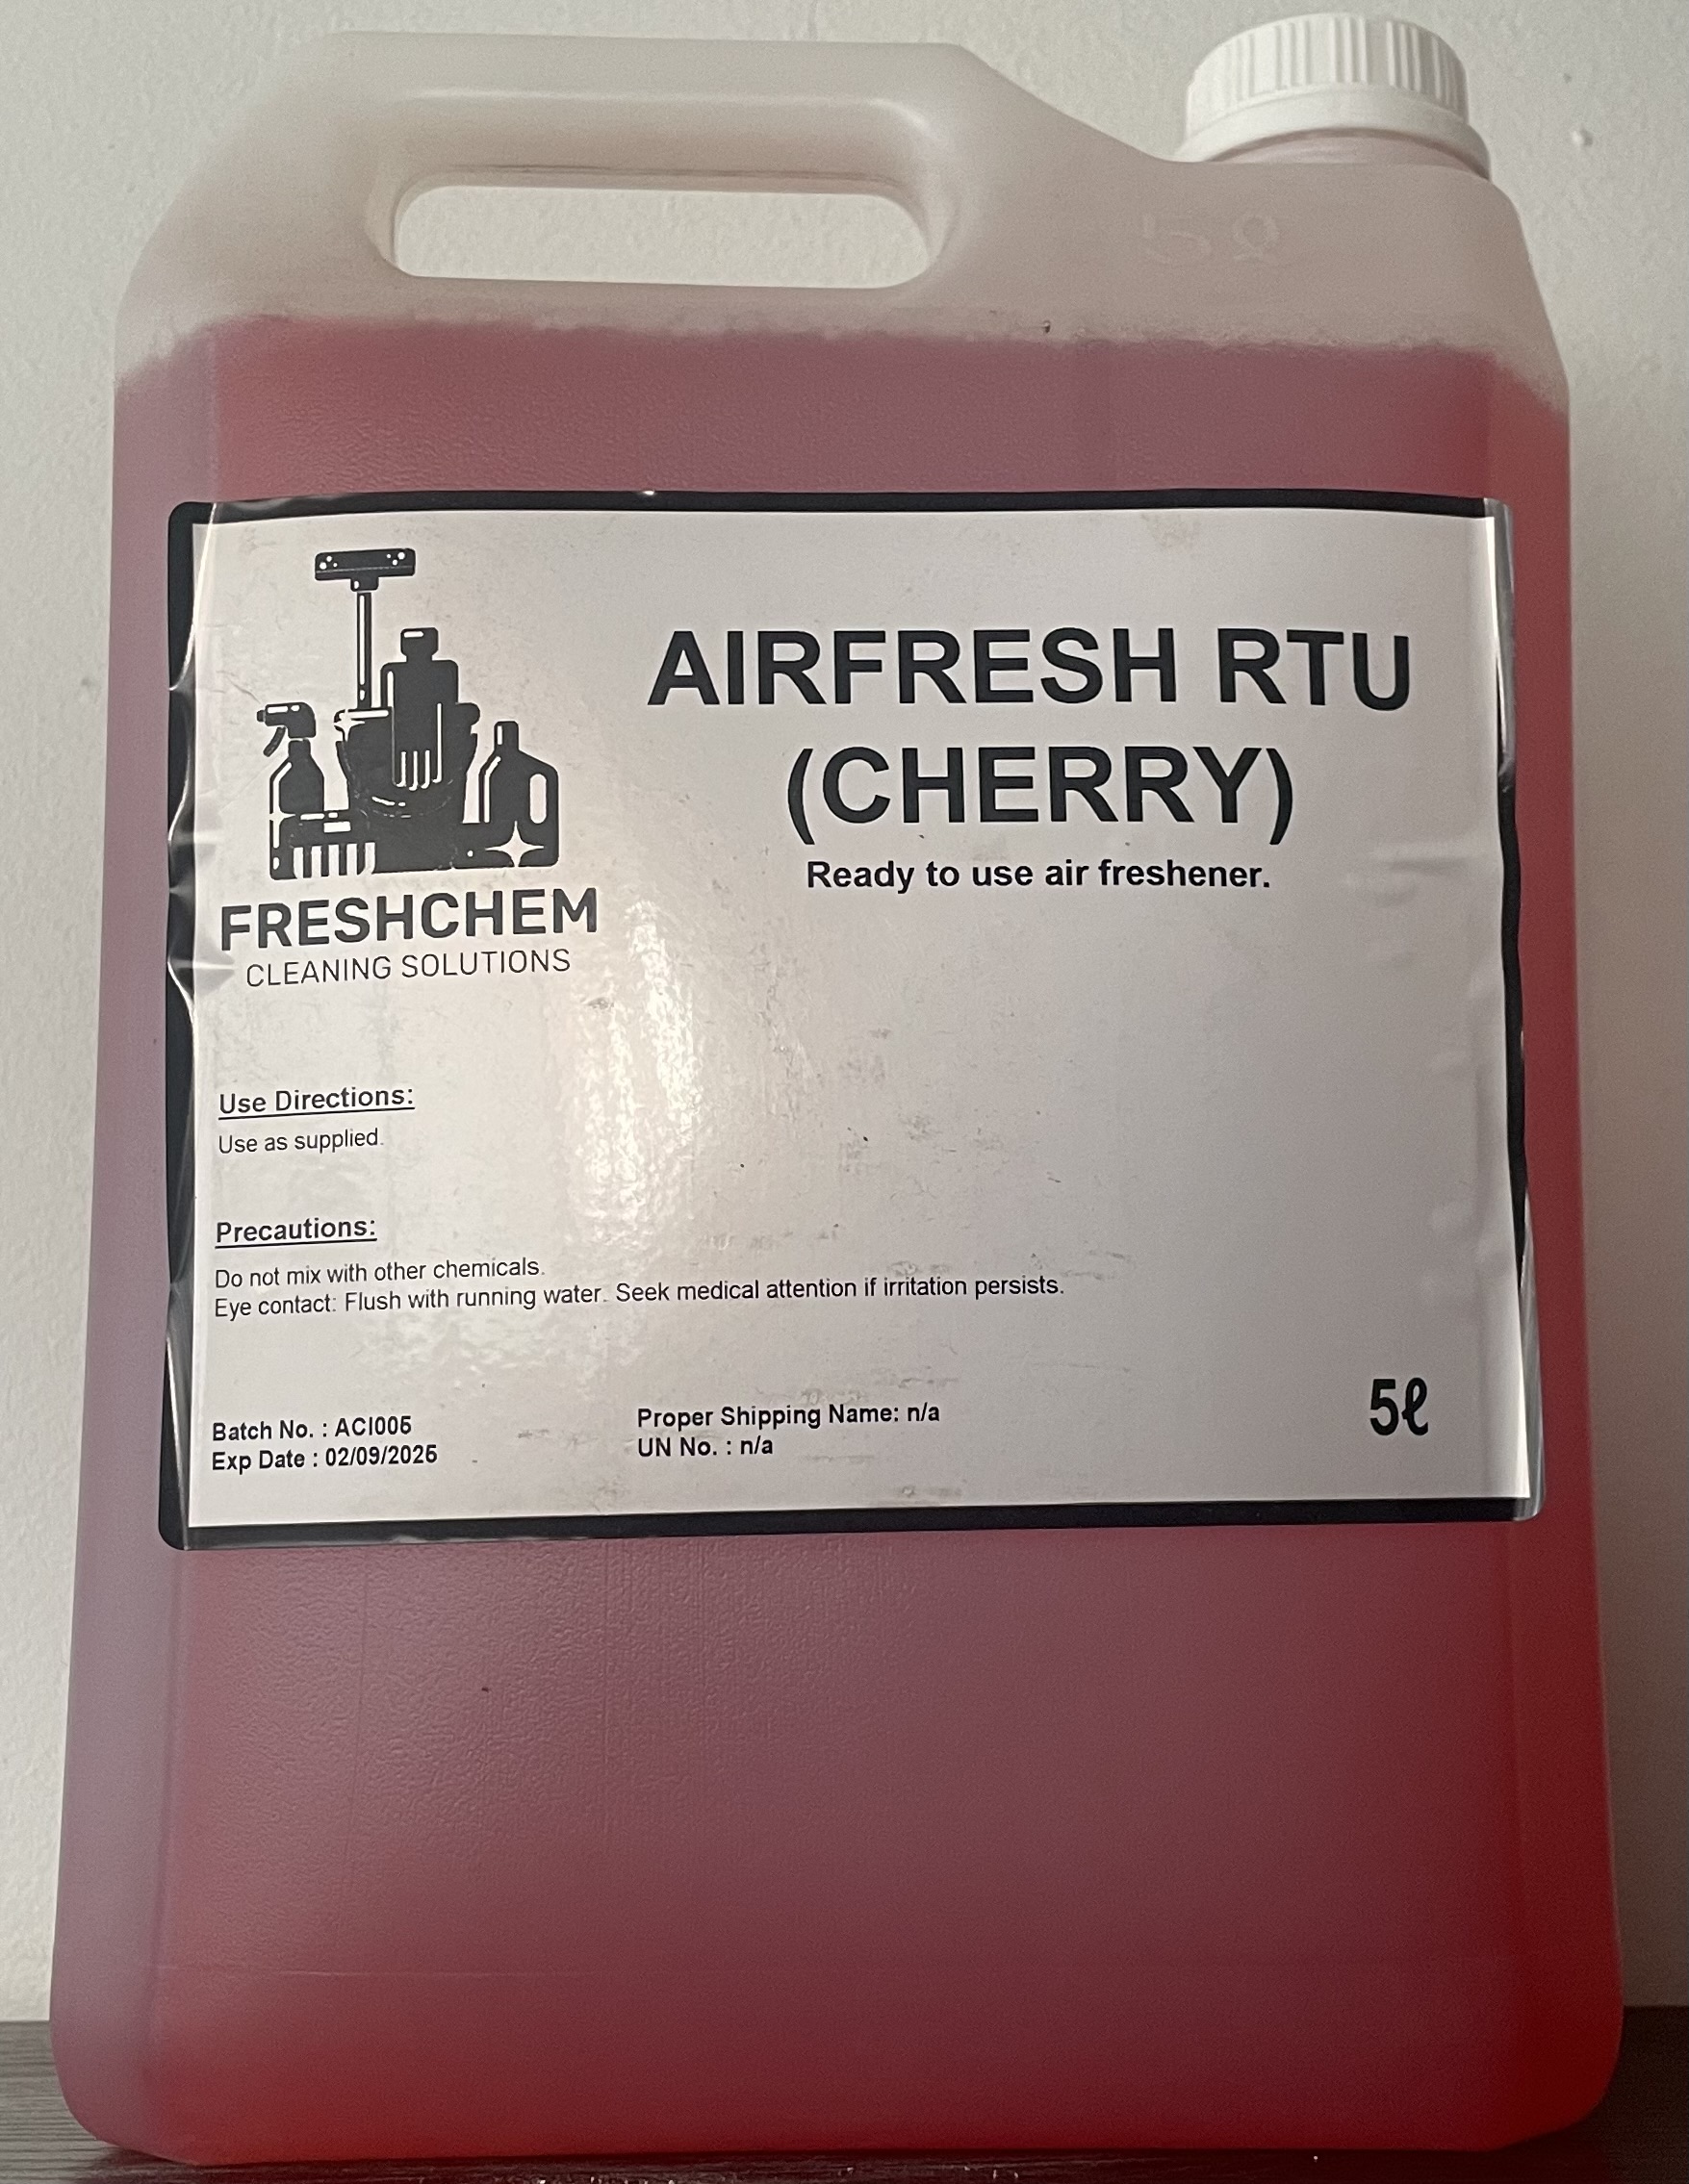 AIRFRESH RTU
(CHERRY)
Ready to use air freshener.
FRESHCHEM
CLEANING SOLUTIONS
Use Directions:
Use as supplied.
Precautions:
Do not mix with other chemicals.
Eye contact: Flush with running water. Seek medical attention if irritation persists.
Batch No. : ACI005
Exp Date : 02/09/2025
Proper Shipping Name: n/a
UN No. : n/a
5ℓ